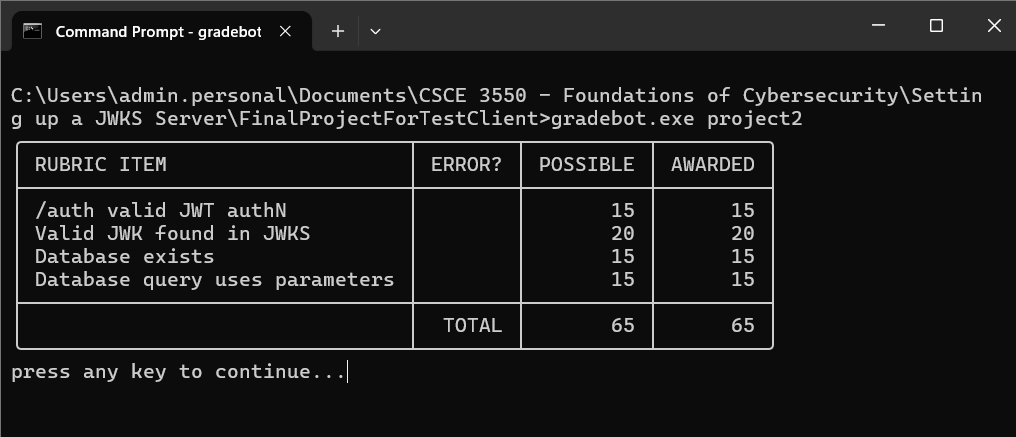 Command Prompt - gradebot
C:\Users\admin.personal\Documents\CSCE 3550 - Foundations of Cybersecurity\Settin
g up a JWKS Server\FinalProjectForTestClient>gradebot.exe project2
RUBRIC ITEM ERROR? POSSIBLE AWARDED
/auth valid JWT authN 15 15
Valid JWK found in JWKS 20 20
Database exists 15 15
Database query uses parameters 15 15
TOTAL 65 65
press any key to continue...